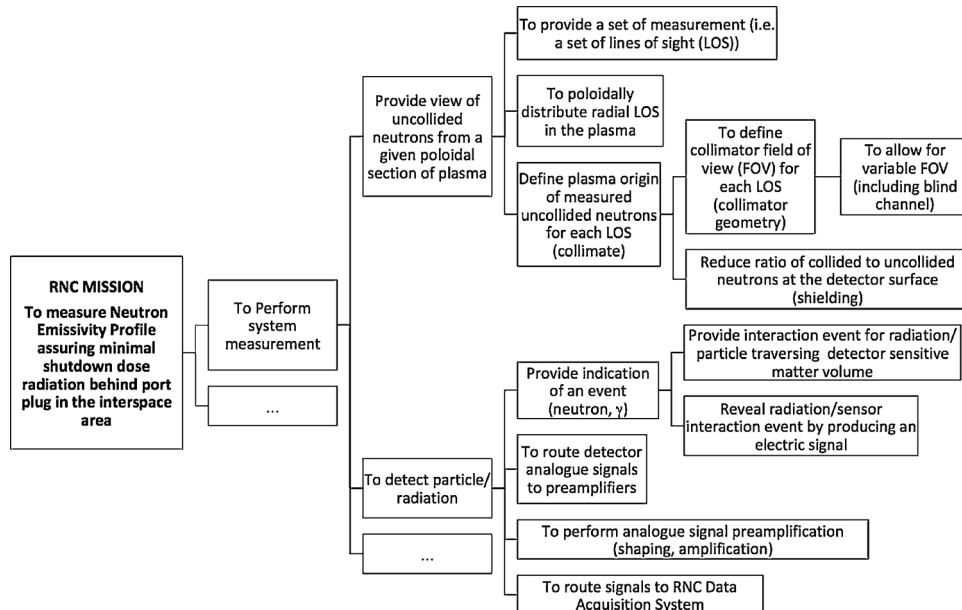 RNC MISSION
To measure Neutron
Emissivity Profile
assuring minimal
shutdown dose
radiation behind port
plug in the interspace
area
To Perform
system
measurement
...
Provide view of
uncollided
neutrons from a
given poloidal
section of plasma
To detect particle/
radiation
...
To provide a set of measurement (i.e.
a set of lines of sight (LOS))
To poloidally
distribute radial LOS
in the plasma
Define plasma origin
of measured
uncollided neutrons
for each LOS
(collimate)
To define
collimator field of
view (FOV) for
each LOS
(collimator
geometry)
To allow for
variable FOV
(including blind
channel)
Reduce ratio of collided to uncollided
neutrons at the detector surface
(shielding)
Provide indication
of an event
(neutron, γ)
Provide interaction event for radiation/
particle traversing detector sensitive
matter volume
Reveal radiation/sensor
interaction event by producing an
electric signal
To route detector
analogue signals
to preamplifiers
To perform analogue signal preamplification
(shaping, amplification)
To route signals to RNC Data
Acquisition System